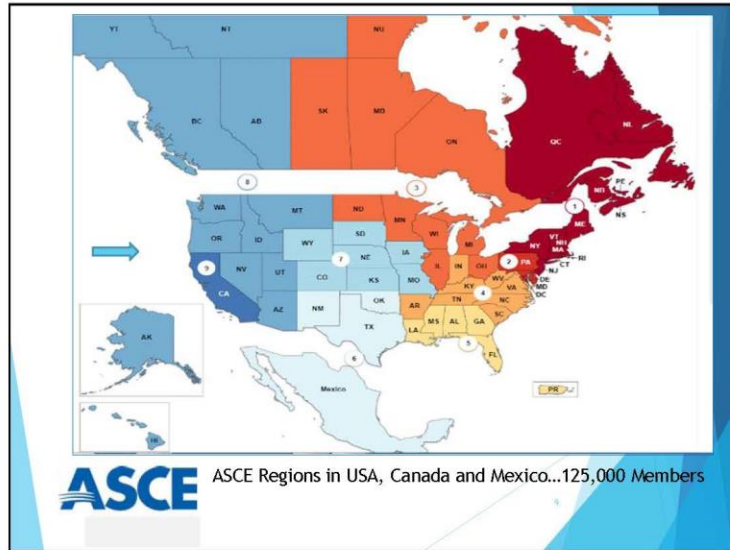 YT
NT
NU
BC
AB
SK
MB
ON
QC
NL
8
3
1
NB
PE
NS
WA
MT
ND
MN
WI
MI
ME
VT
NH
MA
NY
RI
CT
OR
ID
WY
SD
IA
NE
7
9
NV
UT
CO
KS
MO
IL
IN
OH
2
PA
NJ
DE
MD
DC
WV
VA
KY
4
CA
AZ
NM
OK
AR
TN
NC
SC
TX
LA
MS
AL
GA
5
FL
6
AK
HI
Mexico
PR
ASCE
ASCE Regions in USA, Canada and Mexico...125,000 Members